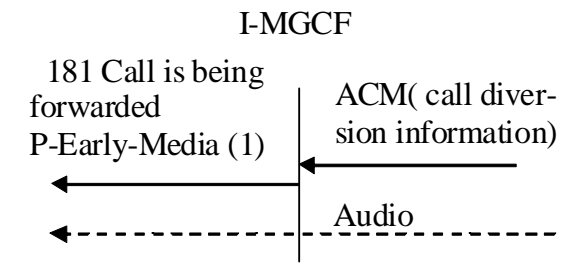 I-MGCF
181 Call is being
forwarded
P-Early-Media (1)
ACM( call diver-
sion information)
Audio